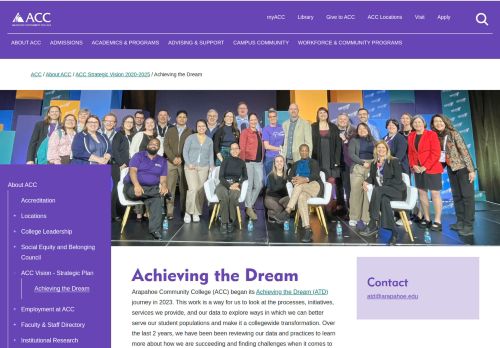 ACC
myACC
Library
Give to ACC
ACC Locations
Visit
Apply
ABOUT ACC
ADMISSIONS
ACADEMICS & PROGRAMS
ADVISING & SUPPORT
CAMPUS COMMUNITY
WORKFORCE & COMMUNITY PROGRAMS
ACC / About ACC / ACC Strategic Vision 2020-2025 / Achieving the Dream
About ACC
Accreditation
Locations
College Leadership
Social Equity and Belonging
Council
ACC Vision - Strategic Plan
Achieving the Dream
Employment at ACC
Faculty & Staff Directory
Institutional Research
Achieving the Dream
Arapahoe Community College (ACC) began its Achieving the Dream (ATD)
journey in 2023. This work is a way for us to look at the processes, initiatives,
services we provide, and our data to explore ways in which we can better
serve our student populations and make it a collegewide transformation. Over
the last 2 years, we have been been reviewing our data and practices to learn
more about how we are succeeding and finding challenges when it comes to
Contact
atd@arapahoe.edu